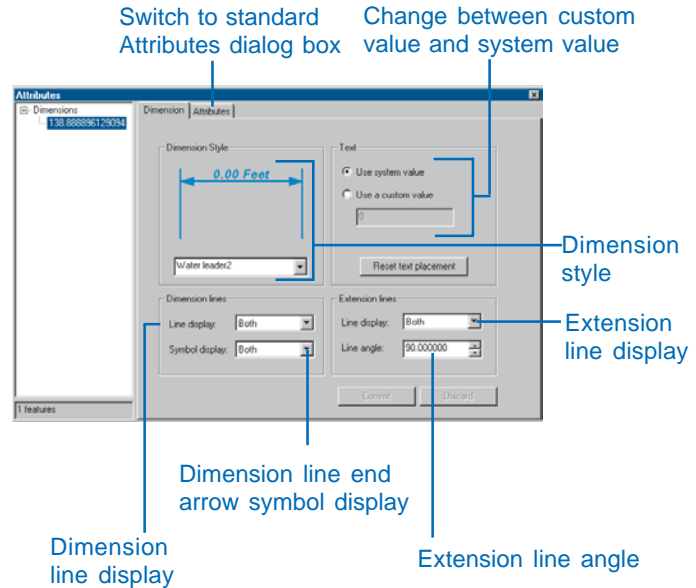 Switch to standard
Attributes dialog box
Change between custom
value and system value
Attributes
Dimensions
138.888896129094
Dimension
Attributes
Dimension Style
0.00 Feet
Water leader2
Text
Use system value
Use a custom value
0
Reset text placement
Dimension
style
Dimension lines
Line display: Both
Symbol display: Both
Extension lines
Line display: Both
Line angle: 90.000000
Extension
line display
Commit
Discard
1 features
Dimension line end
arrow symbol display
Dimension
line display
Extension line angle